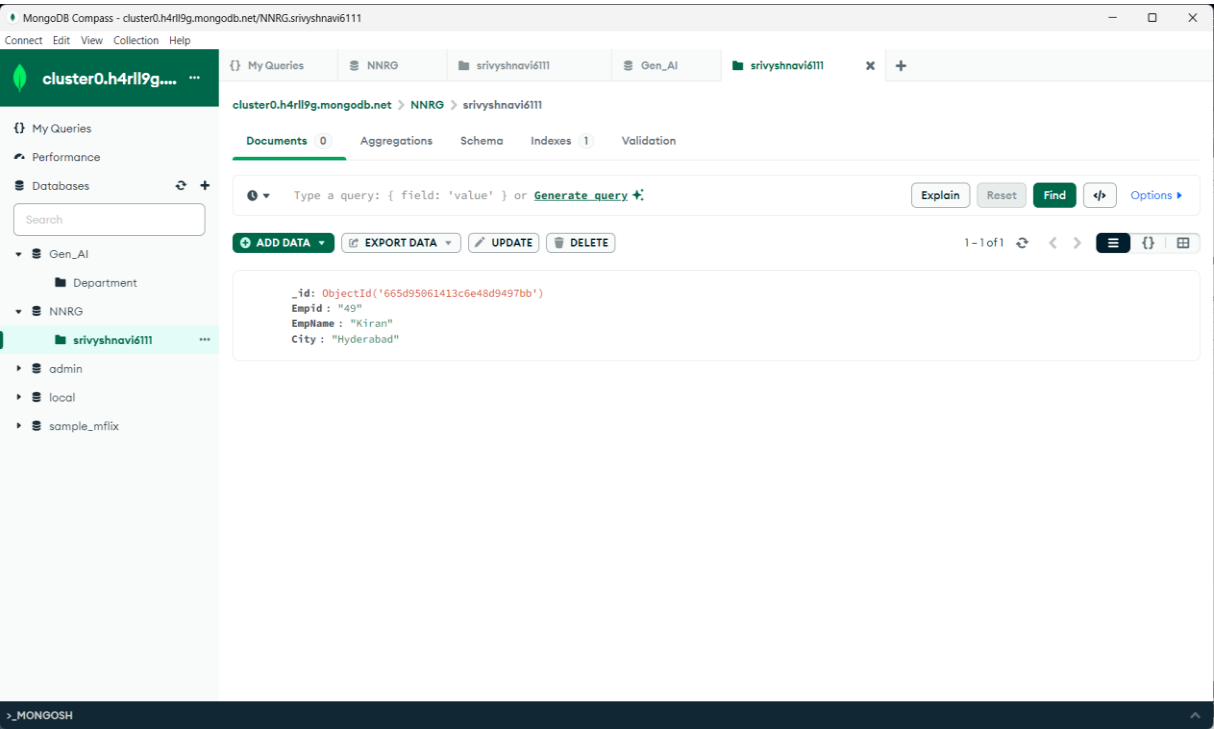 MongoDB Compass - cluster0.h4rll9g.mongodb.net/NNRG.srivyshnavi6111
Connect Edit View Collection Help
cluster0.h4rll9g.... ...
{} My Queries
Performance
Databases
Search
Gen_AI
Department
NNRG
srivyshnavi6111 ...
admin
local
sample_mflix
{} My Queries NNRG srivyshnavi6111 Gen_AI srivyshnavi6111
cluster0.h4rll9g.mongodb.net > NNRG > srivyshnavi6111
Documents 0 Aggregations Schema Indexes 1 Validation
Type a query: { field: 'value' } or Generate query Explain Reset Find </> Options
ADD DATA EXPORT DATA UPDATE DELETE 1-1 of 1 {}
_id: ObjectId('665d95061413c6e48d9497bb')
Empid : "49"
EmpName : "Kiran"
City : "Hyderabad"
>_MONGOSH